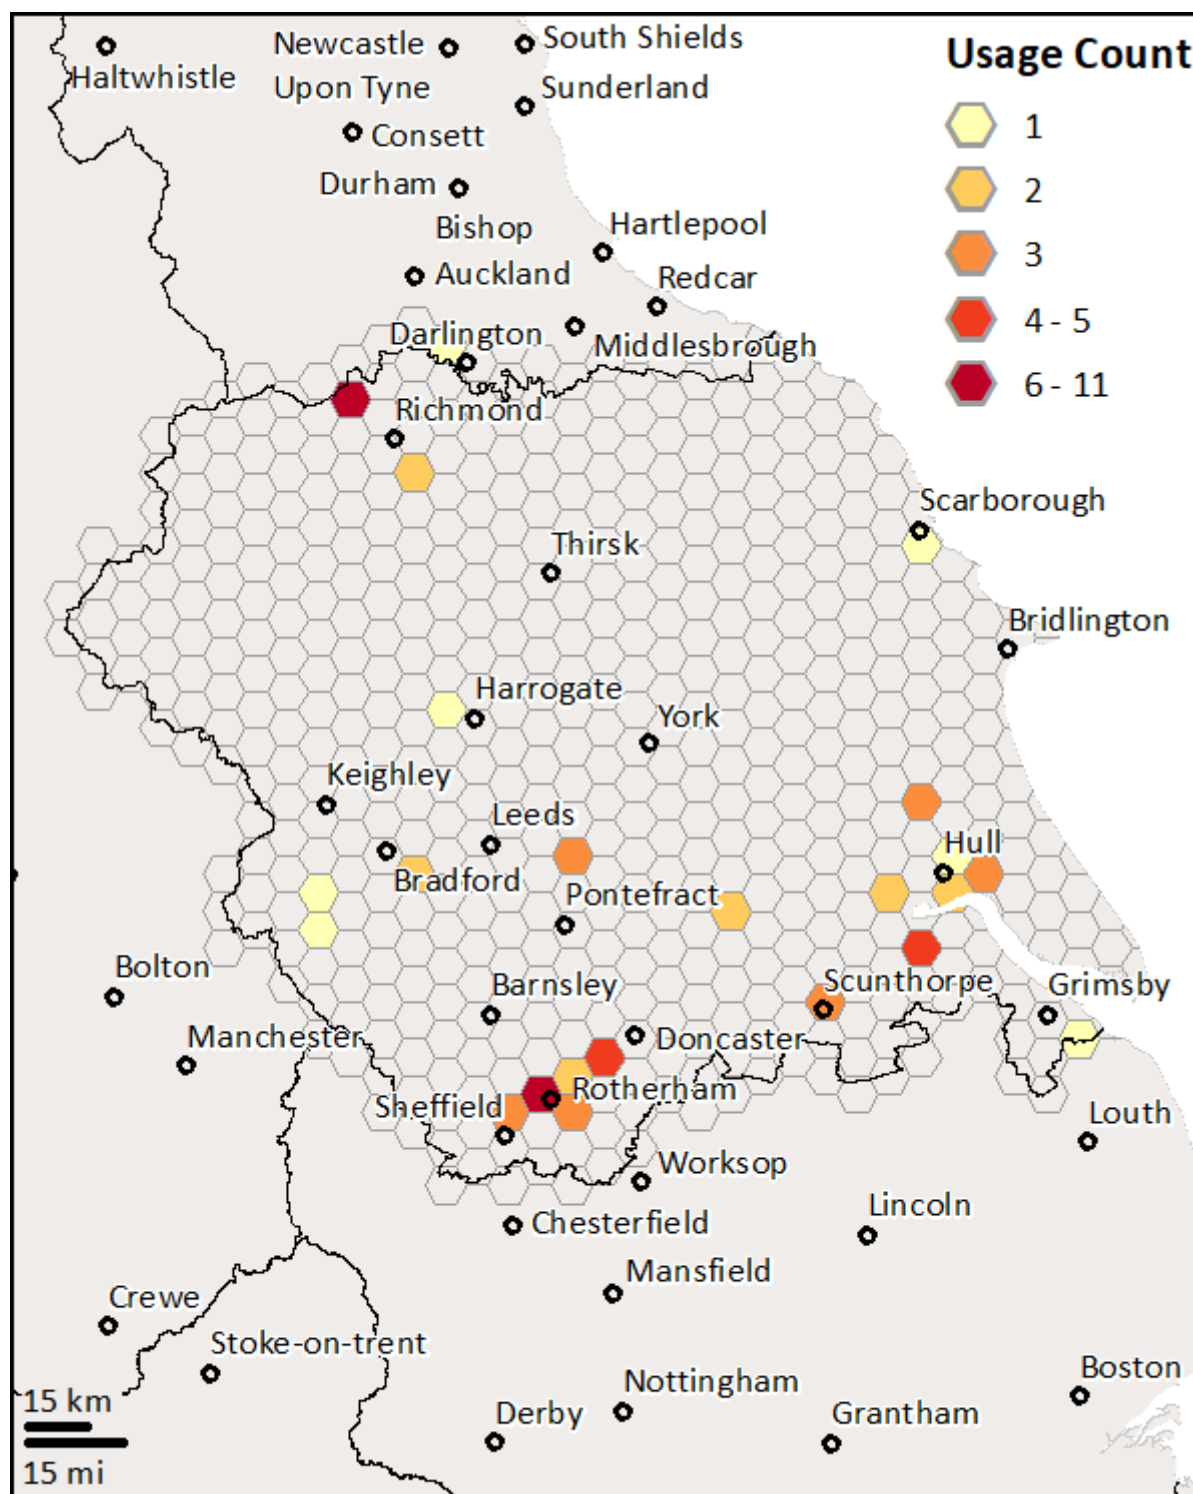 Usage Count
1
2
3
4 - 5
6 - 11
Haltwhistle
Newcastle
Upon Tyne
South Shields
Sunderland
Consett
Durham
Bishop
Auckland
Hartlepool
Redcar
Darlington
Middlesbrough
Richmond
Scarborough
Thirsk
Bridlington
Harrogate
York
Keighley
Leeds
Hull
Bradford
Pontefract
Bolton
Barnsley
Scunthorpe
Grimsby
Manchester
Doncaster
Rotherham
Sheffield
Louth
Worksop
Lincoln
Chesterfield
Mansfield
Crewe
Stoke-on-trent
Nottingham
Boston
Derby
Grantham
15 km
15 mi